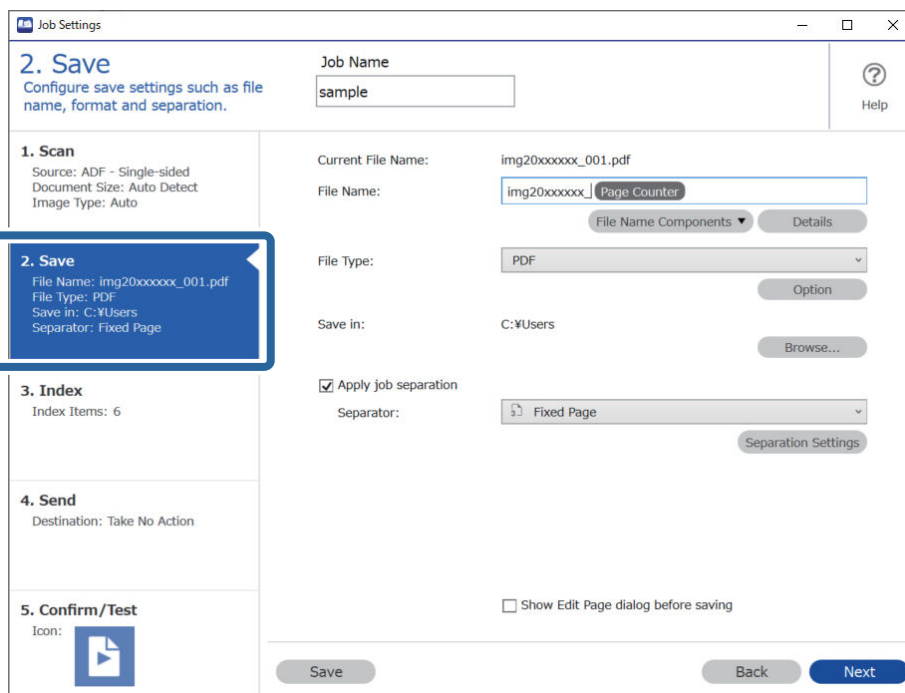 Job Settings
2. Save
Configure save settings such as file
name, format and separation.
Job Name
sample
Help
1. Scan
Source: ADF - Single-sided
Document Size: Auto Detect
Image Type: Auto
2. Save
File Name: img20xxxxxx_001.pdf
File Type: PDF
Save in: C:¥Users
Separator: Fixed Page
3. Index
Index Items: 6
4. Send
Destination: Take No Action
5. Confirm/Test
Icon:
Current File Name: img20xxxxxx_001.pdf
File Name: img20xxxxxx_ Page Counter
File Name Components ▼ Details
File Type: PDF
Option
Save in: C:¥Users
Browse...
Apply job separation
Separator: Fixed Page
Separation Settings
Show Edit Page dialog before saving
Save Back Next